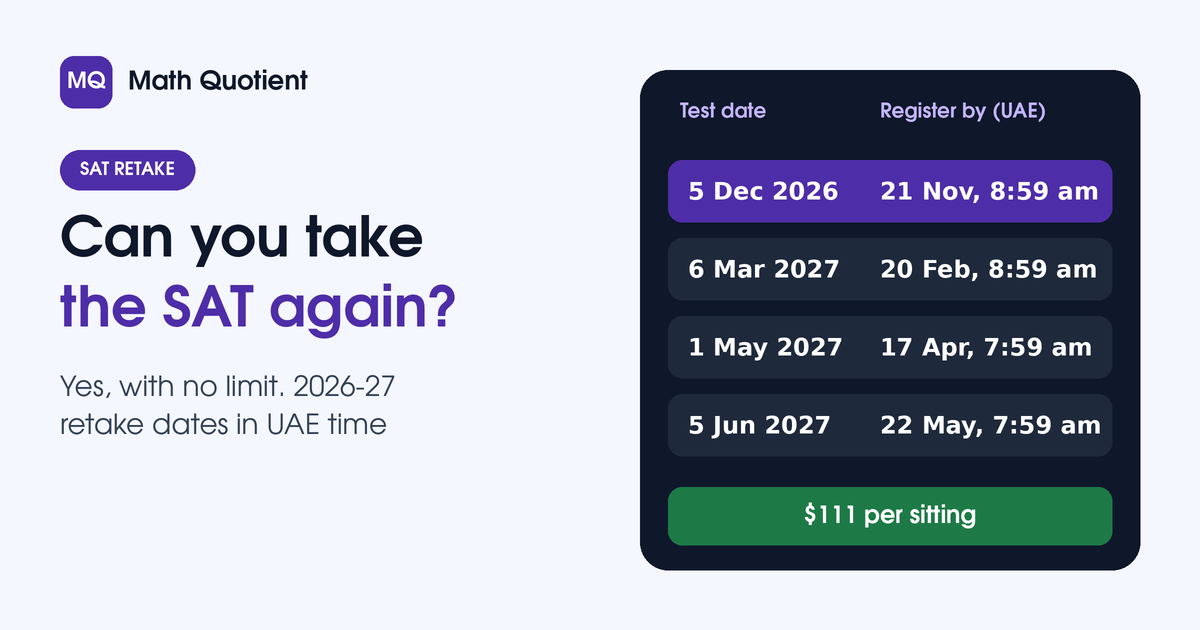 MQ Math Quotient
SAT RETAKE
Can you take
the SAT again?
Yes, with no limit. 2026-27
retake dates in UAE time
Test date Register by (UAE)
5 Dec 2026 21 Nov, 8:59 am
6 Mar 2027 20 Feb, 8:59 am
1 May 2027 17 Apr, 7:59 am
5 Jun 2027 22 May, 7:59 am
$111 per sitting